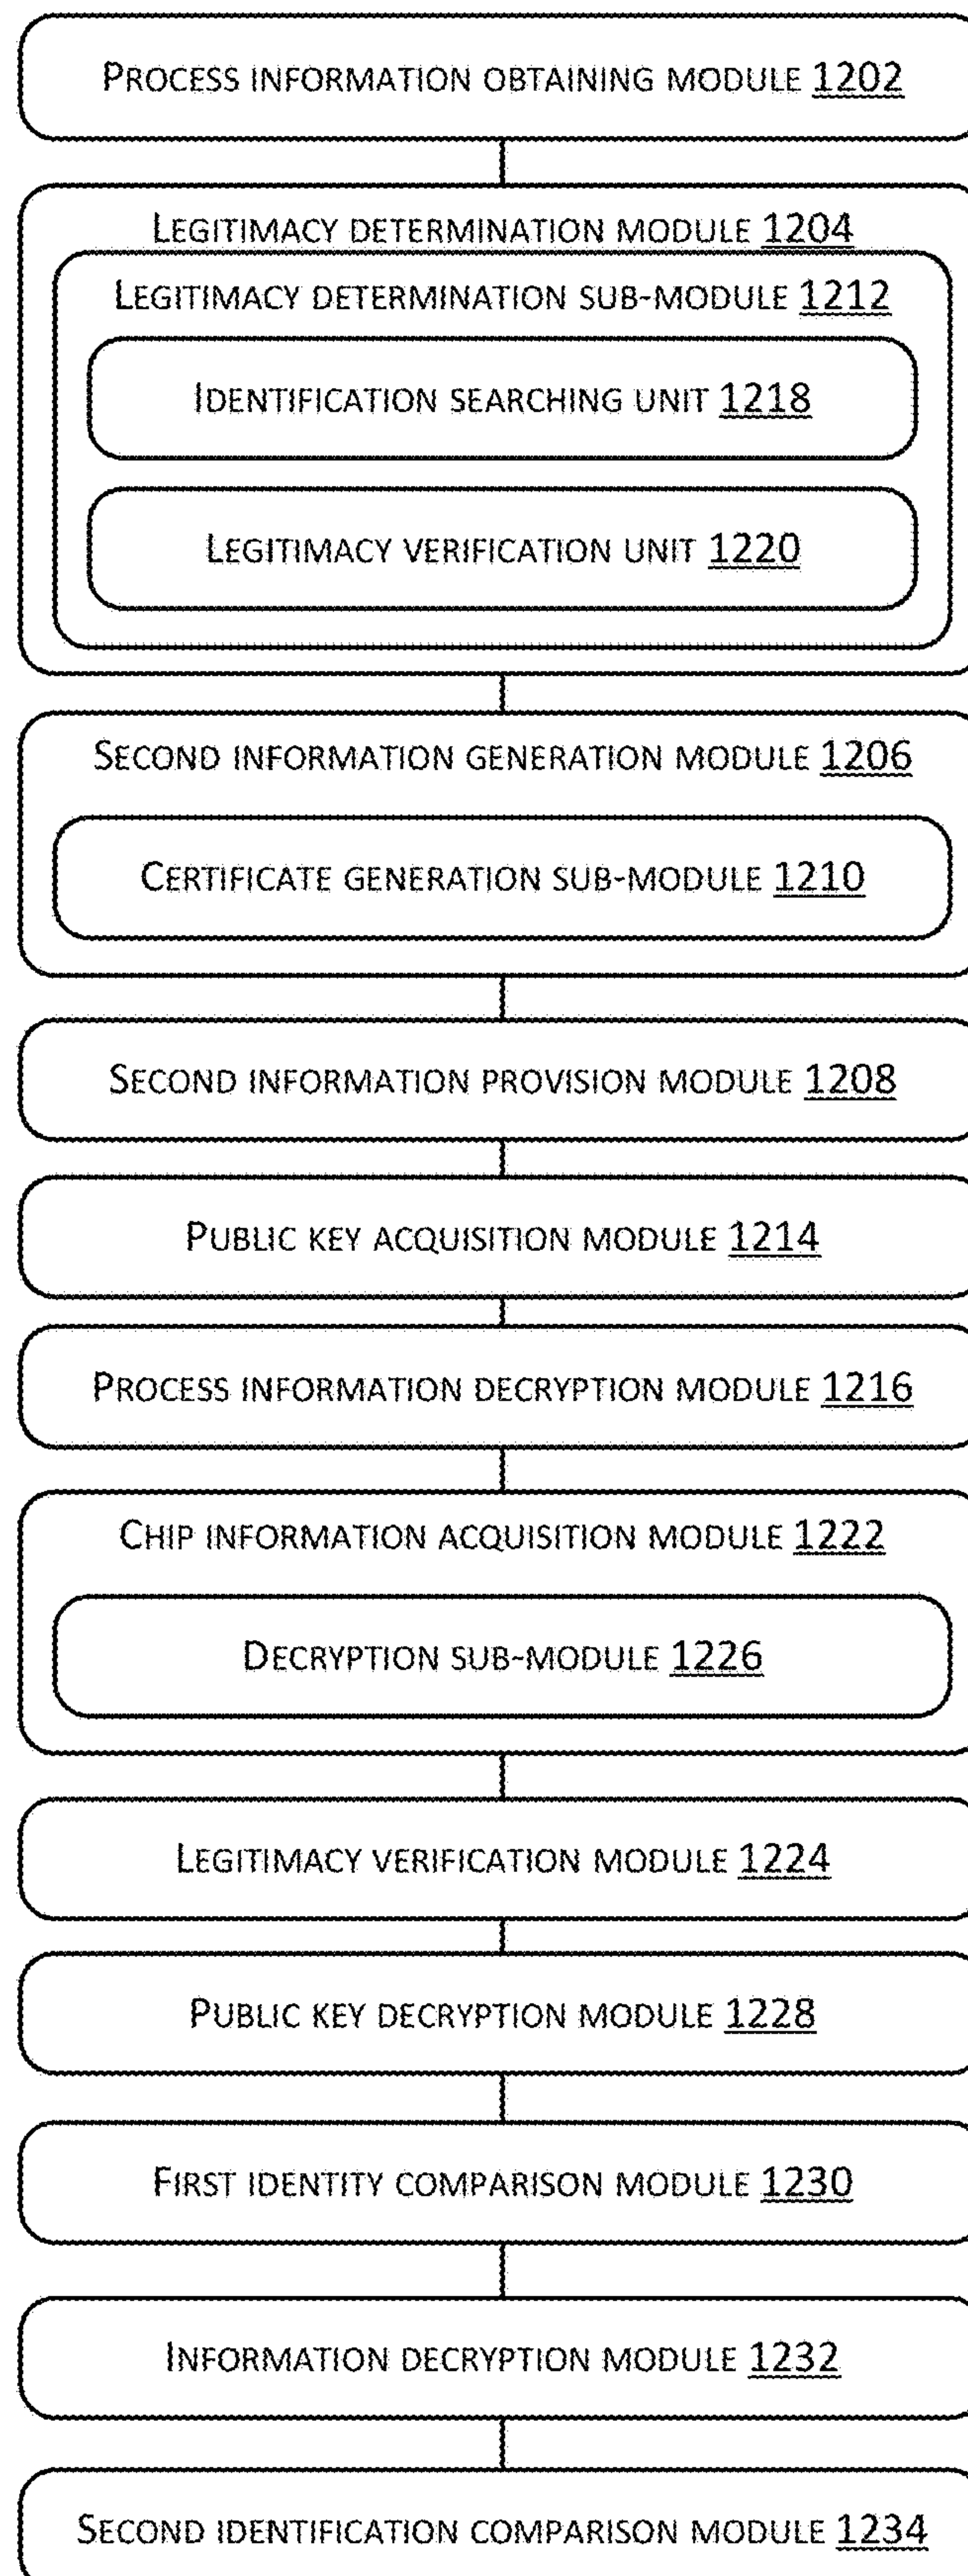 PROCESS INFORMATION OBTAINING MODULE 1202
LEGITIMACY DETERMINATION MODULE 1204
LEGITIMACY DETERMINATION SUB-MODULE 1212
IDENTIFICATION SEARCHING UNIT 1218
LEGITIMACY VERIFICATION UNIT 1220
SECOND INFORMATION GENERATION MODULE 1206
CERTIFICATE GENERATION SUB-MODULE 1210
SECOND INFORMATION PROVISION MODULE 1208
PUBLIC KEY ACQUISITION MODULE 1214
PROCESS INFORMATION DECRYPTION MODULE 1216
CHIP INFORMATION ACQUISITION MODULE 1222
DECRYPTION SUB-MODULE 1226
LEGITIMACY VERIFICATION MODULE 1224
PUBLIC KEY DECRYPTION MODULE 1228
FIRST IDENTITY COMPARISON MODULE 1230
INFORMATION DECRYPTION MODULE 1232
SECOND IDENTIFICATION COMPARISON MODULE 1234